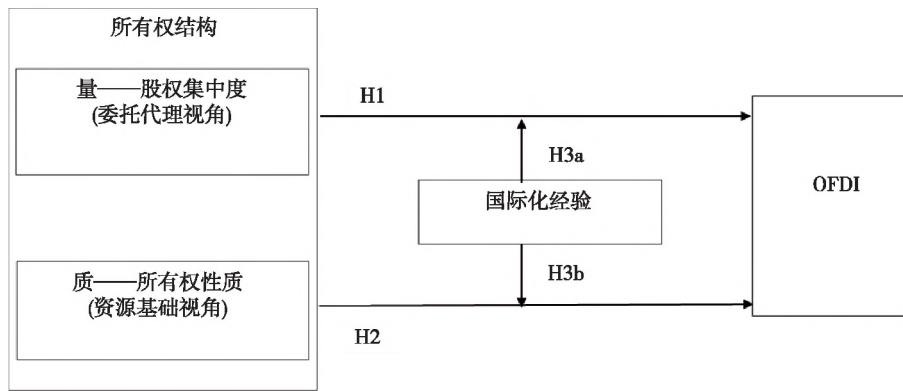 所有权结构
量——股权集中度
(委托代理视角)
H1
H3a
国际化经验
OFDI
H3b
质——所有权性质
(资源基础视角)
H2